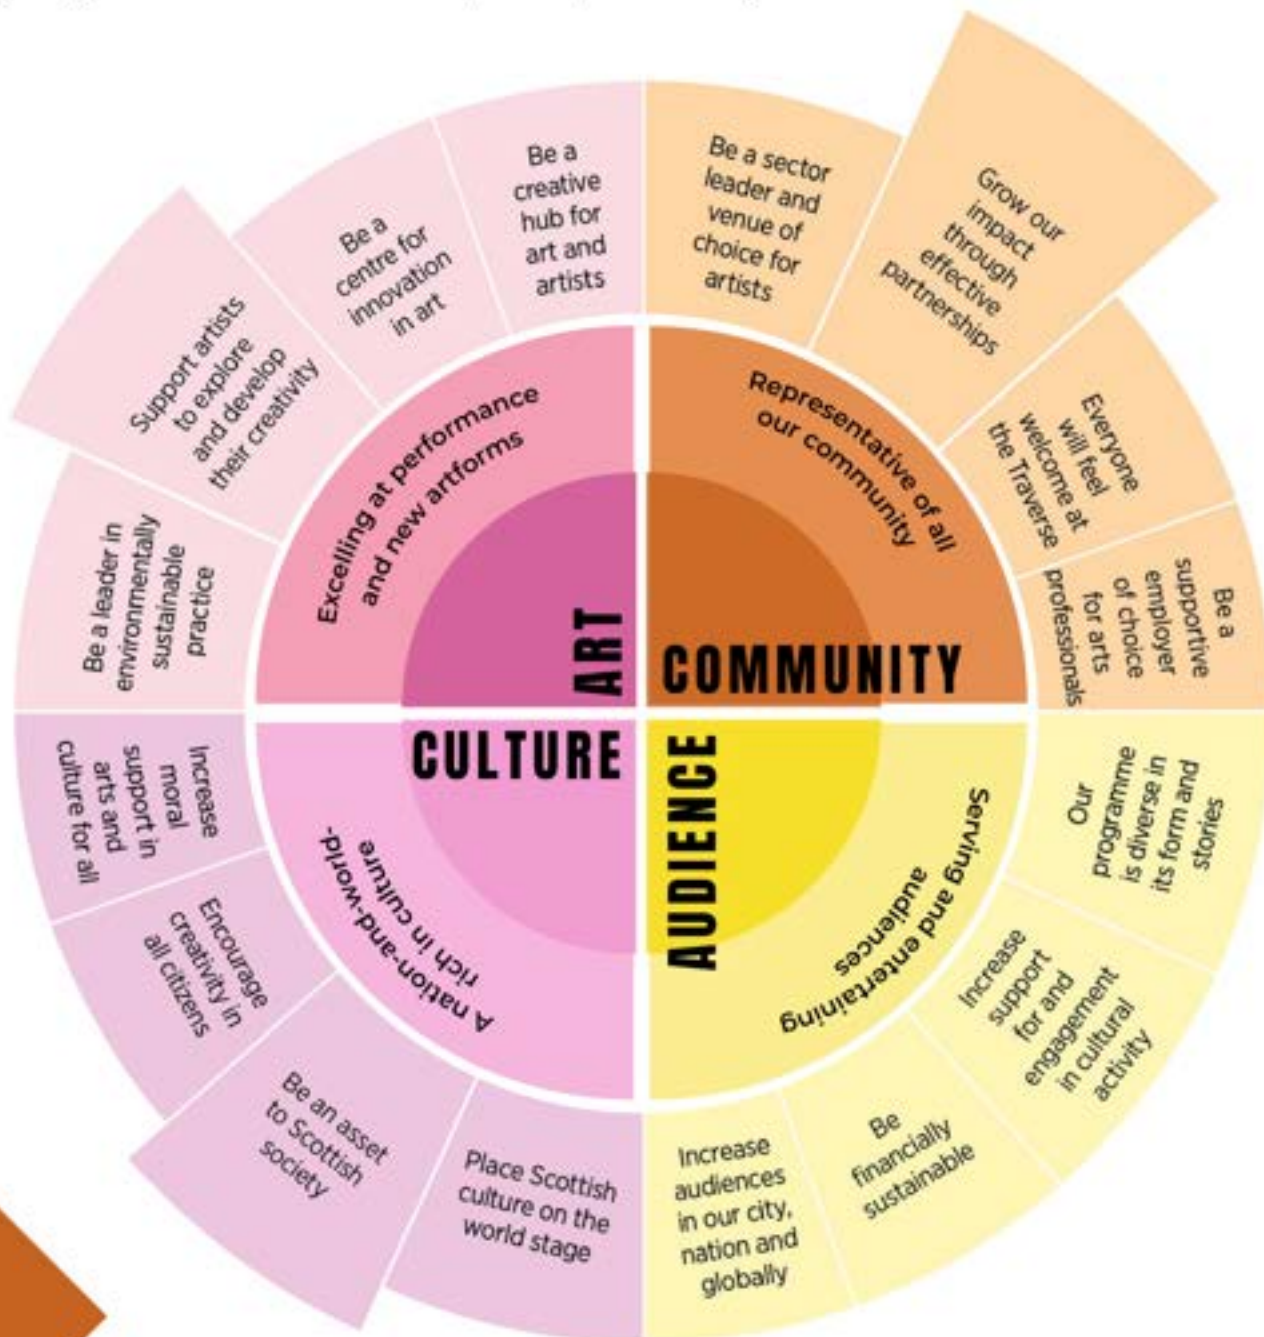 Be a
creative
hub for
art and
artists
Be a
centre for
innovation
in art
Support artists
to explore
and develop
their creativity
Be a leader in
environmentally
sustainable
practice
Excelling at performance
and new artforms
ART
Be a sector
leader and
venue of
choice for
artists
Grow our
impact
through
effective
partnerships
Everyone
will feel
welcome at
the Traverse
Be a
supportive
employer
of choice
for arts
professionals
Representative of all
our community
COMMUNITY
CULTURE
A nation-and-world-
rich in culture
Increase
moral
support in
arts and
culture for all
Encourage
creativity in
all citizens
Be an asset
to Scottish
society
Place Scottish
culture on the
world stage
AUDIENCE
Serving and entertaining
audiences
Our
programme
is diverse in
its form and
stories
Increase
support
for and
engagement
in cultural
activity
Be
financially
sustainable
Increase
audiences
in our city,
nation and
globally